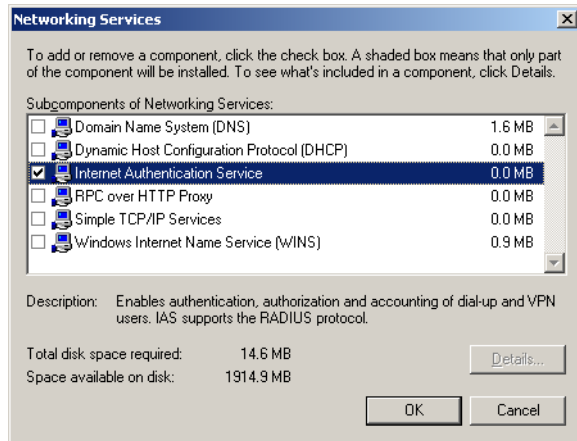 Networking Services
To add or remove a component, click the check box. A shaded box means that only part
of the component will be installed. To see what's included in a component, click Details.
Subcomponents of Networking Services:
Domain Name System (DNS) 1.6 MB
Dynamic Host Configuration Protocol (DHCP) 0.0 MB
Internet Authentication Service 0.0 MB
RPC over HTTP Proxy 0.0 MB
Simple TCP/IP Services 0.0 MB
Windows Internet Name Service (WINS) 0.9 MB
Description: Enables authentication, authorization and accounting of dial-up and VPN
users. IAS supports the RADIUS protocol.
Total disk space required: 14.6 MB
Space available on disk: 1914.9 MB
Details...
OK Cancel